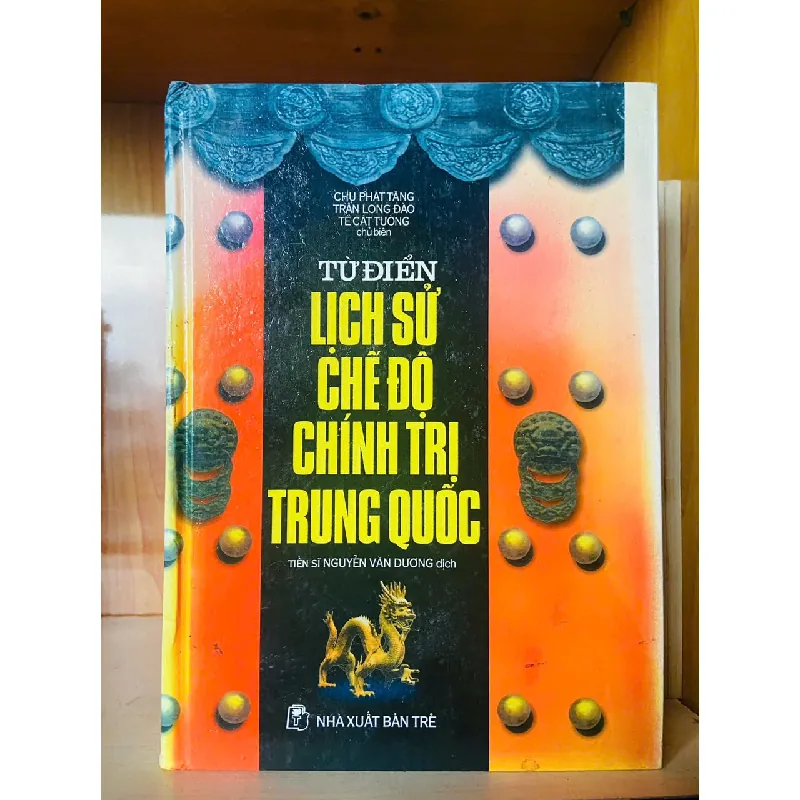 CHU PHÁT TĂNG
TRẦN LONG ĐÀO
TỀ CÁT TƯỜNG
chủ biên
TỪ ĐIỂN
LỊCH SỬ
CHẾ ĐỘ
CHÍNH TRỊ
TRUNG QUỐC
TIẾN SĨ NGUYỄN VĂN DƯƠNG dịch
NHÀ XUẤT BẢN TRẺ